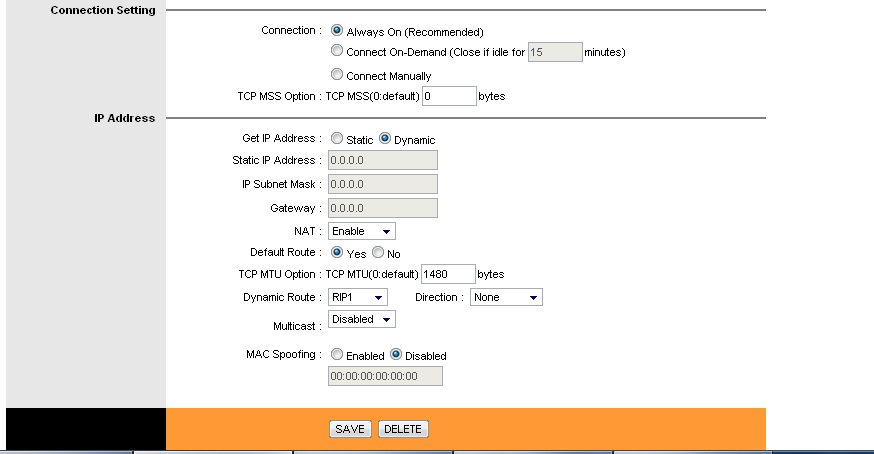 Connection Setting
Connection : Always On (Recommended)
Connect On-Demand (Close if idle for 15 minutes)
Connect Manually
TCP MSS Option : TCP MSS(0:default) 0 bytes
IP Address
Get IP Address : Static Dynamic
Static IP Address : 0.0.0.0
IP Subnet Mask : 0.0.0.0
Gateway : 0.0.0.0
NAT : Enable
Default Route : Yes No
TCP MTU Option : TCP MTU(0:default) 1480 bytes
Dynamic Route : RIP1 Direction : None
Multicast : Disabled
MAC Spoofing : Enabled Disabled
00:00:00:00:00:00
SAVE DELETE